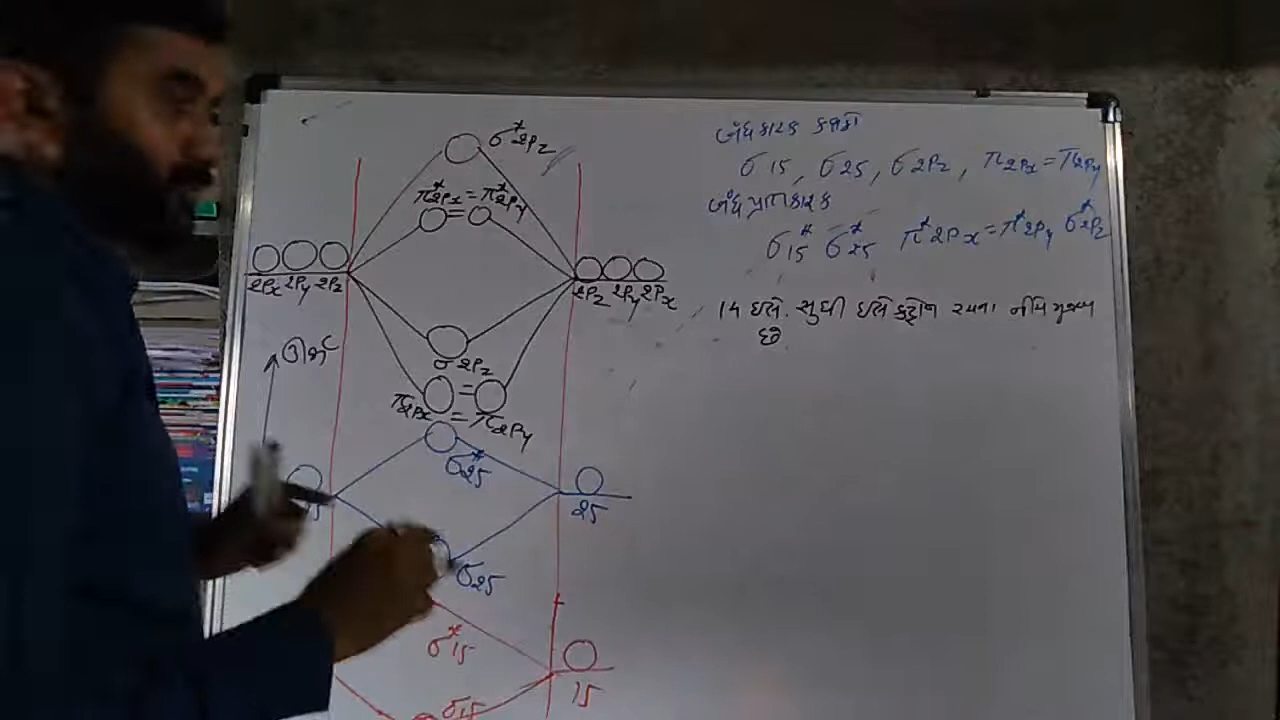 σ*2Pz
π*2Px = π*2Py
2Px 2Py 2Pz
2Pz 2Py 2Px
σ2Pz
π2Px = π2Py
σ*2S
2S
σ2S
σ*1S
1S
σ1S
બંધકારક કક્ષકો
σ1S, σ2S, σ2Pz, π2Px = π2Py
બંધ પ્રતિકારક
σ*1S σ*2S π*2Px = π*2Py σ*2Pz
14 ઇલે. સુધી ઇલેક્ટ્રોન રચના નીચે મુજબ
છે